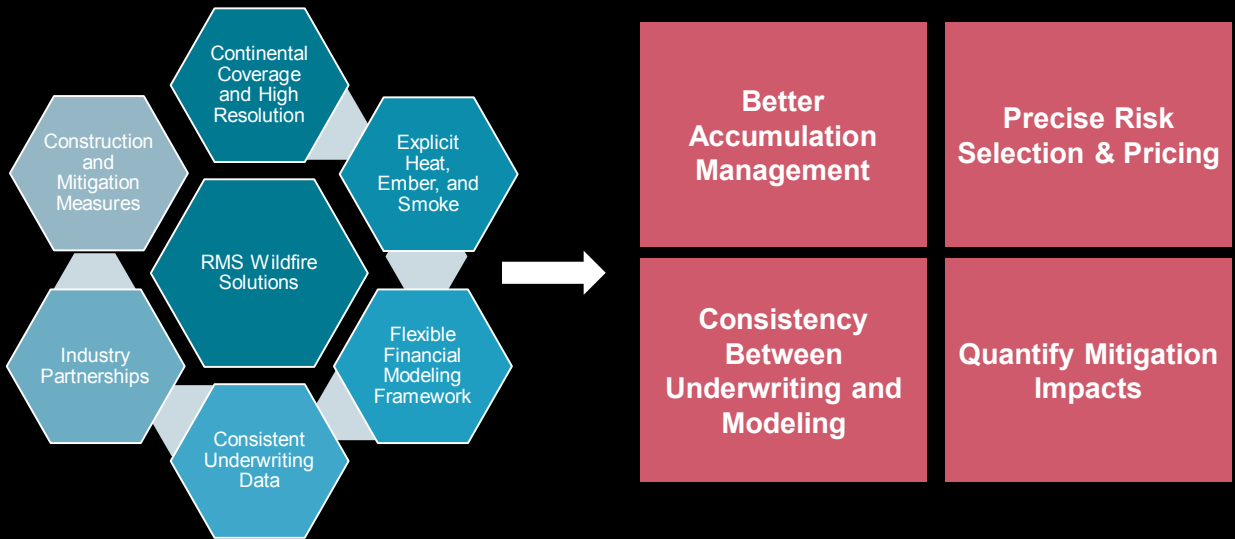 Continental
Coverage
and High
Resolution
Explicit
Heat,
Ember, and
Smoke
Flexible
Financial
Modeling
Framework
Consistent
Underwriting
Data
Industry
Partnerships
Construction
and
Mitigation
Measures
RMS Wildfire
Solutions
Better
Accumulation
Management
Precise Risk
Selection & Pricing
Consistency
Between
Underwriting and
Modeling
Quantify Mitigation
Impacts